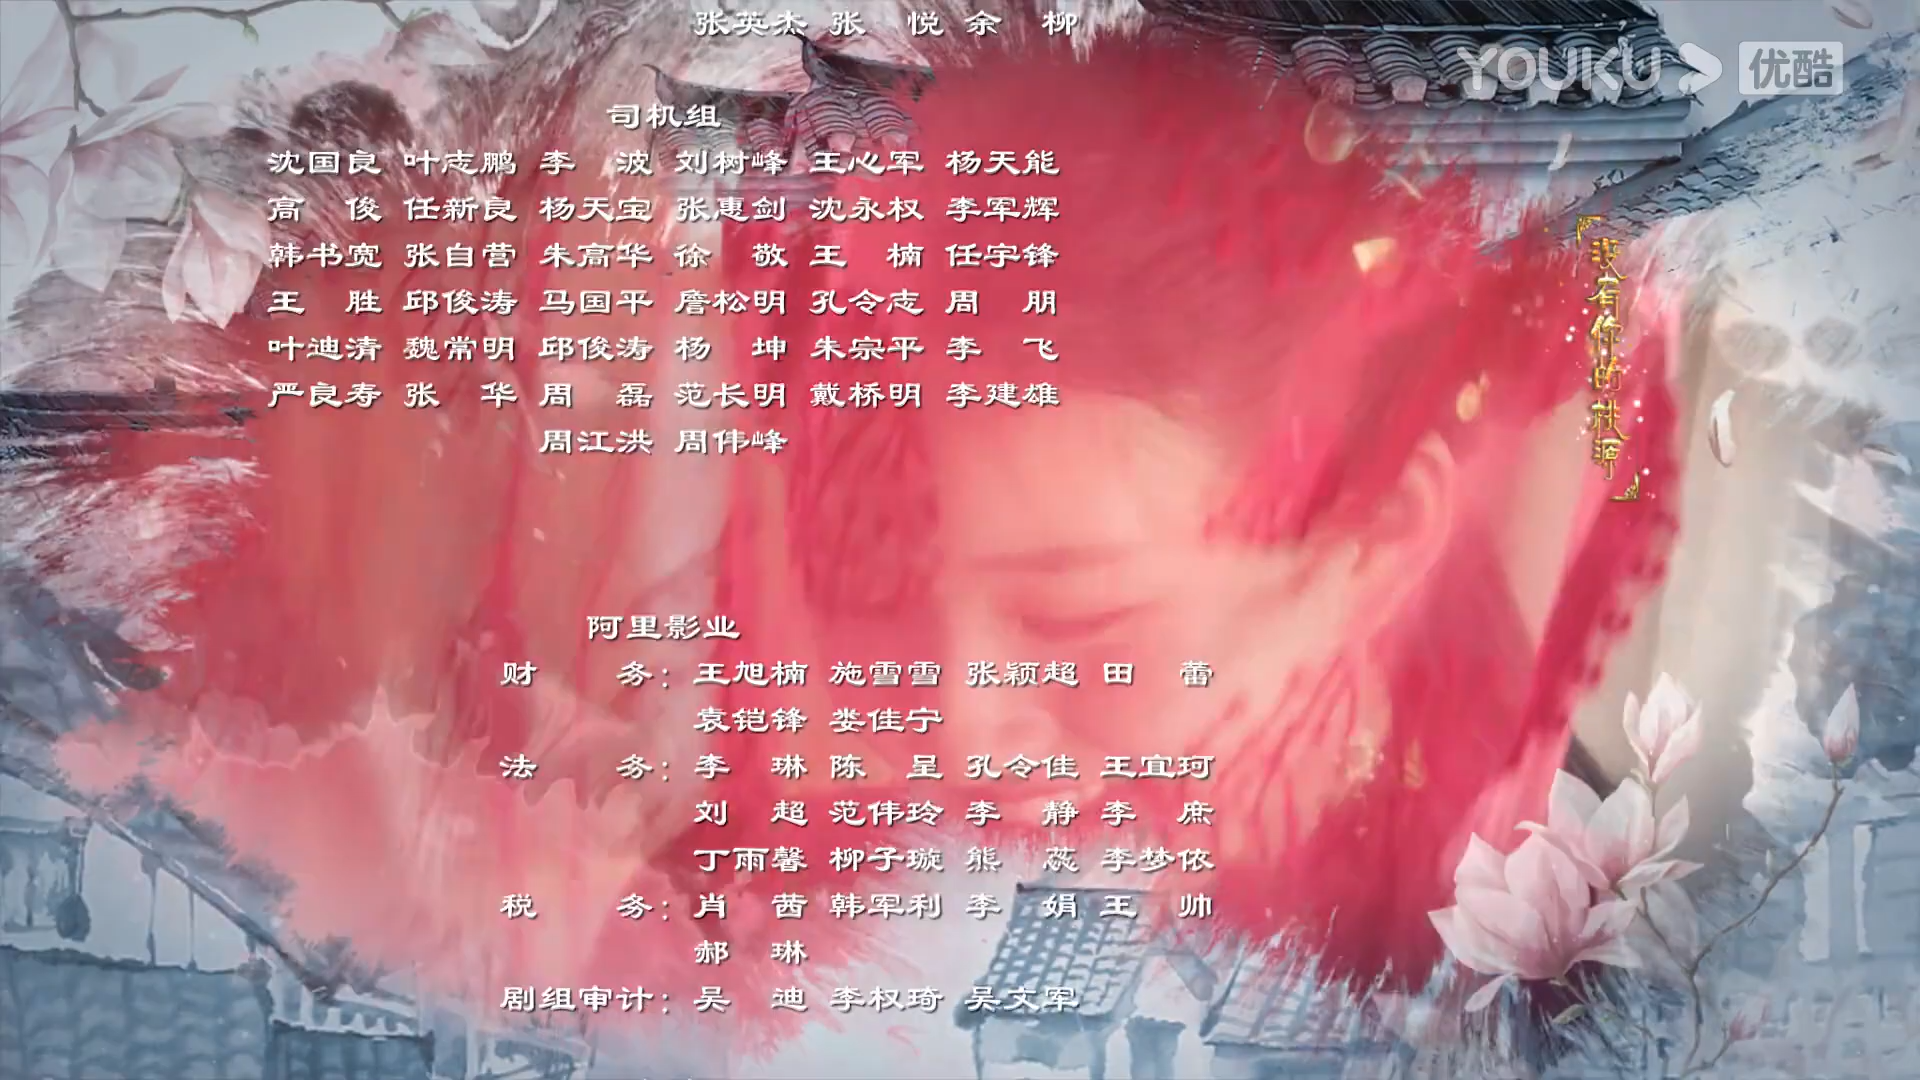 张英杰 张 悦 余 柳
YOUKU 优酷
司机组
沈国良 叶志鹏 李 波 刘树峰 王心军 杨天能
高 俊 任新良 杨天宝 张惠剑 沈永权 李军辉
韩书宽 张自营 朱高华 徐 敬 王 楠 任宇锋
王 胜 邱俊涛 马国平 詹松明 孔令志 周 朋
叶迪清 魏常明 邱俊涛 杨 坤 朱宗平 李 飞
严良寿 张 华 周 磊 范长明 戴桥明 李建雄
周江洪 周伟峰
没有你的桃源
阿里影业
财 务：王旭楠 施雪雪 张颖超 田 蕾
袁铠锋 娄佳宁
法 务：李 琳 陈 呈 孔令佳 王宜珂
刘 超 范伟玲 李 静 李 庶
丁雨馨 柳子璇 熊 蕊 李梦依
税 务：肖 茜 韩军利 李 娟 王 帅
郝 琳
剧组审计：吴 迪 李权琦 吴文军